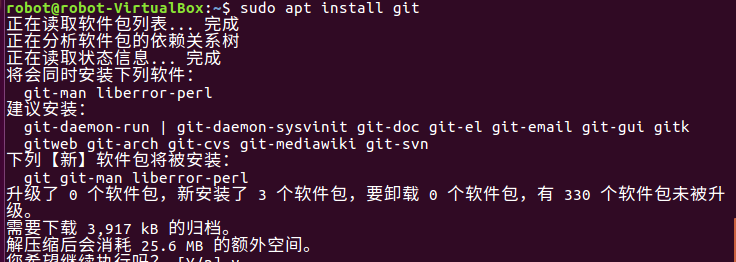 robot@robot-VirtualBox:~$ sudo apt install git
正在读取软件包列表... 完成
正在分析软件包的依赖关系树
正在读取状态信息... 完成
将会同时安装下列软件：
git-man liberror-perl
建议安装：
git-daemon-run | git-daemon-sysvinit git-doc git-el git-email git-gui gitk
gitweb git-arch git-cvs git-mediawiki git-svn
下列【新】软件包将被安装：
git git-man liberror-perl
升级了 0 个软件包，新安装了 3 个软件包，要卸载 0 个软件包，有 330 个软件包未被升
级。
需要下载 3,917 kB 的归档。
解压缩后会消耗 25.6 MB 的额外空间。
您希望继续执行吗？ [Y/n] y